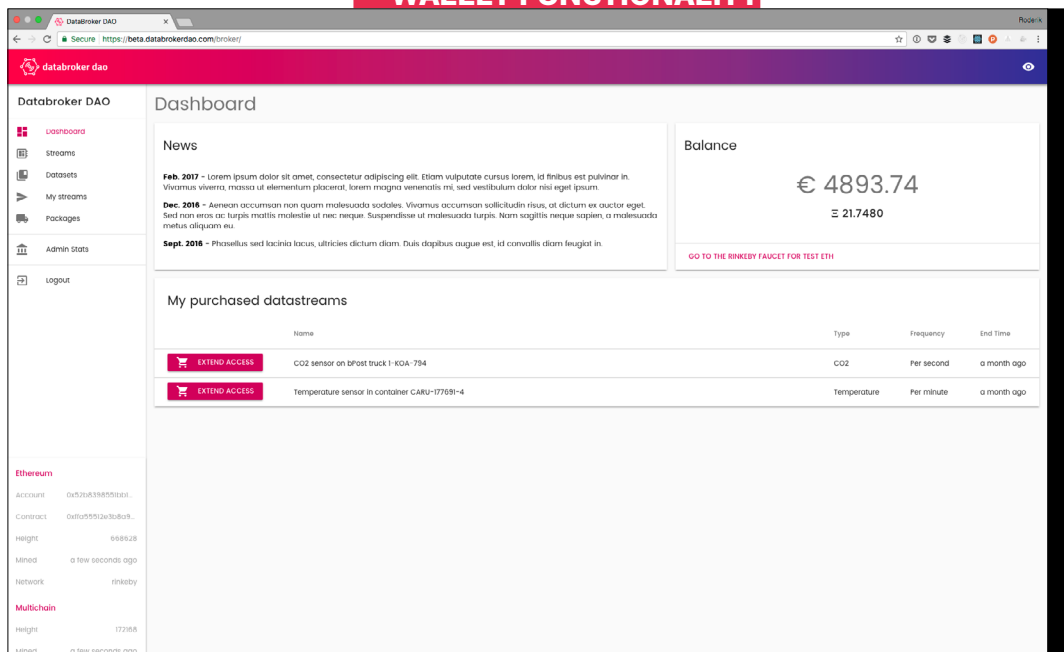 WALLET FUNCTIONALITY
DataBroker DAO
Roderik
Secure https://beta.databrokerdao.com/broker/
databroker dao
Databroker DAO
Dashboard
Streams
Datasets
My streams
Packages
Admin Stats
Logout
Dashboard
News
Feb. 2017 - Lorem ipsum dolor sit amet, consectetur adipiscing elit. Etiam vulputate cursus lorem, id finibus est pulvinar in.
Vivamus viverra, massa ut elementum placerat, lorem magna venenatis mi, sed vestibulum dolor nisi eget ipsum.
Dec. 2016 - Aenean accumsan non quam malesuada sodales. Vivamus accumsan sollicitudin risus, at dictum ex auctor eget.
Sed non eros ac turpis mattis molestie ut nec neque. Suspendisse ut malesuada turpis. Nam sagittis neque sapien, a malesuada
metus aliquam eu.
Sept. 2016 - Phasellus sed lacinia lacus, ultricies dictum diam. Duis dapibus augue est, id convallis diam feugiat in.
Balance
€ 4893.74
Ξ 21.7480
GO TO THE RINKEBY FAUCET FOR TEST ETH
My purchased datastreams
Name Type Frequency End Time
EXTEND ACCESS CO2 sensor on bPost truck 1-KOA-794 CO2 Per second a month ago
EXTEND ACCESS Temperature sensor in container CARU-177691-4 Temperature Per minute a month ago
Ethereum
Account
Contract
Height 668628
Mined a few seconds ago
Network rinkeby
Multichain
Height 172168
Mined a few seconds ago